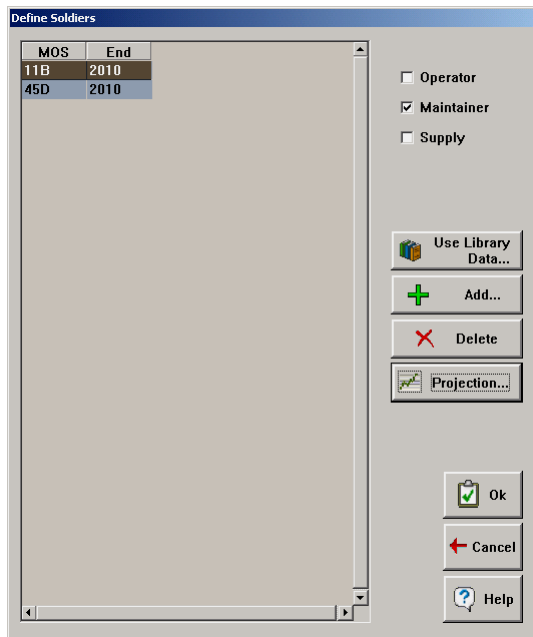 Define Soldiers
MOS End
11B 2010
45D 2010
Operator
Maintainer
Supply
Use Library
Data...
Add...
Delete
Projection...
Ok
Cancel
Help